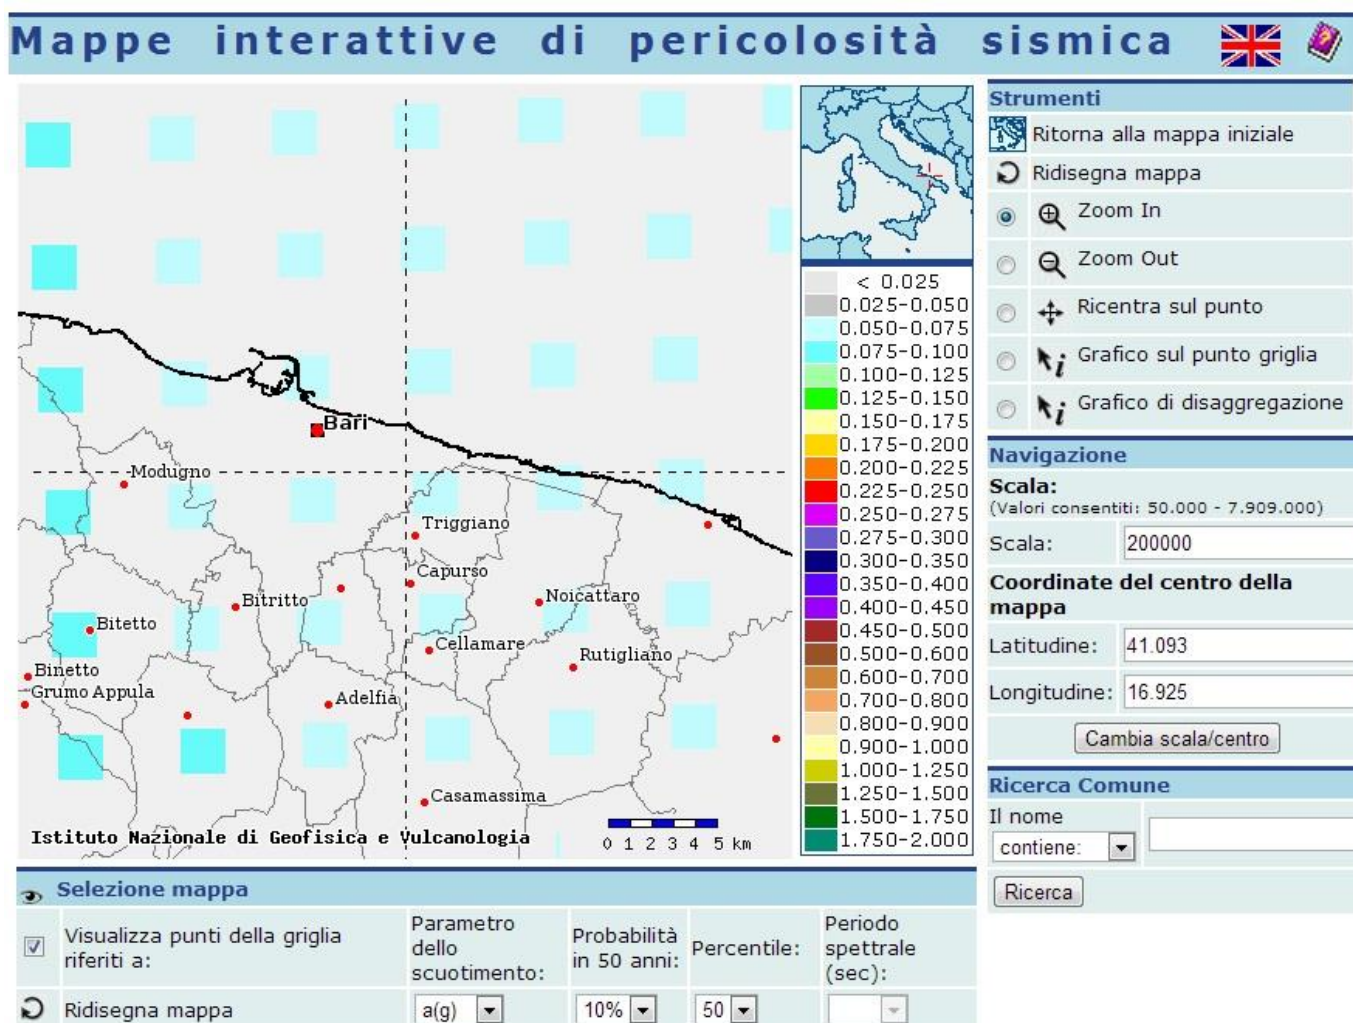 Mappe interattive di pericolosità sismica
Bari
Modugno
Triggiano
Capurso
Bitritto
Noicattaro
Bitetto
Cellamare
Rutigliano
Binetto
Grumo Appula
Adelfia
Casamassima
Istituto Nazionale di Geofisica e Vulcanologia
0 1 2 3 4 5 km
< 0.025
0.025-0.050
0.050-0.075
0.075-0.100
0.100-0.125
0.125-0.150
0.150-0.175
0.175-0.200
0.200-0.225
0.225-0.250
0.250-0.275
0.275-0.300
0.300-0.350
0.350-0.400
0.400-0.450
0.450-0.500
0.500-0.600
0.600-0.700
0.700-0.800
0.800-0.900
0.900-1.000
1.000-1.250
1.250-1.500
1.500-1.750
1.750-2.000
Strumenti
Ritorna alla mappa iniziale
Ridisegna mappa
Zoom In
Zoom Out
Ricentra sul punto
Grafico sul punto griglia
Grafico di disaggregazione
Navigazione
Scala:
(Valori consentiti: 50.000 - 7.909.000)
Scala: 200000
Coordinate del centro della
mappa
Latitudine: 41.093
Longitudine: 16.925
Cambia scala/centro
Ricerca Comune
Il nome
contiene:
Ricerca
Selezione mappa
Visualizza punti della griglia
riferiti a:
Parametro
dello
scuotimento:
Probabilità
in 50 anni:
Percentile:
Periodo
spettrale
(sec):
Ridisegna mappa
a(g)
10%
50